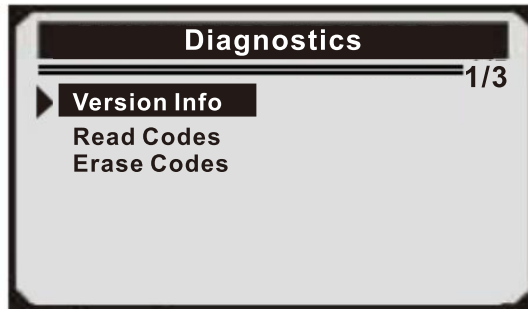 Diagnostics
1/3
Version Info
Read Codes
Erase Codes